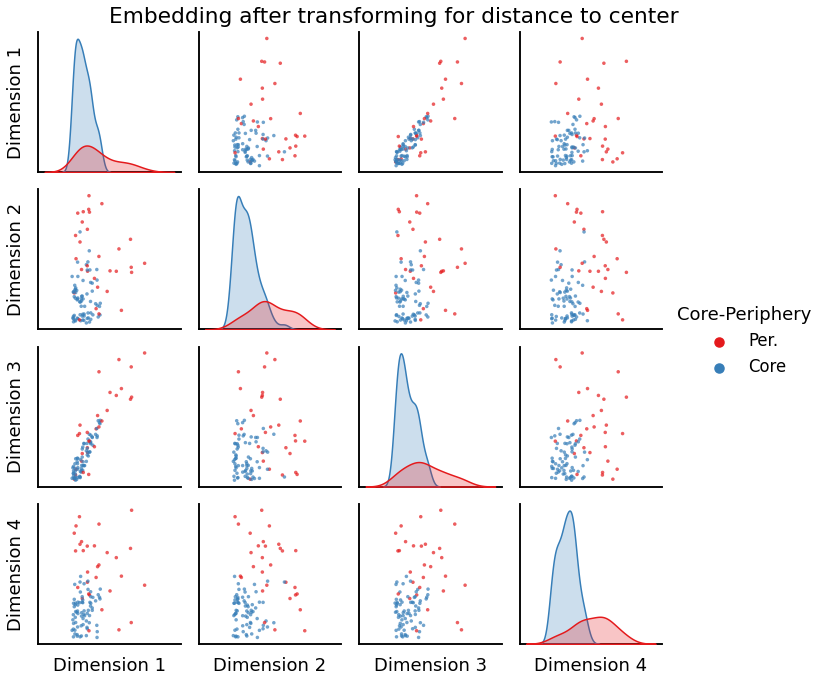 Embedding after transforming for distance to center
Dimension 1
Dimension 2
Dimension 3
Dimension 4
Core-Periphery
Per.
Core
Dimension 1
Dimension 2
Dimension 3
Dimension 4